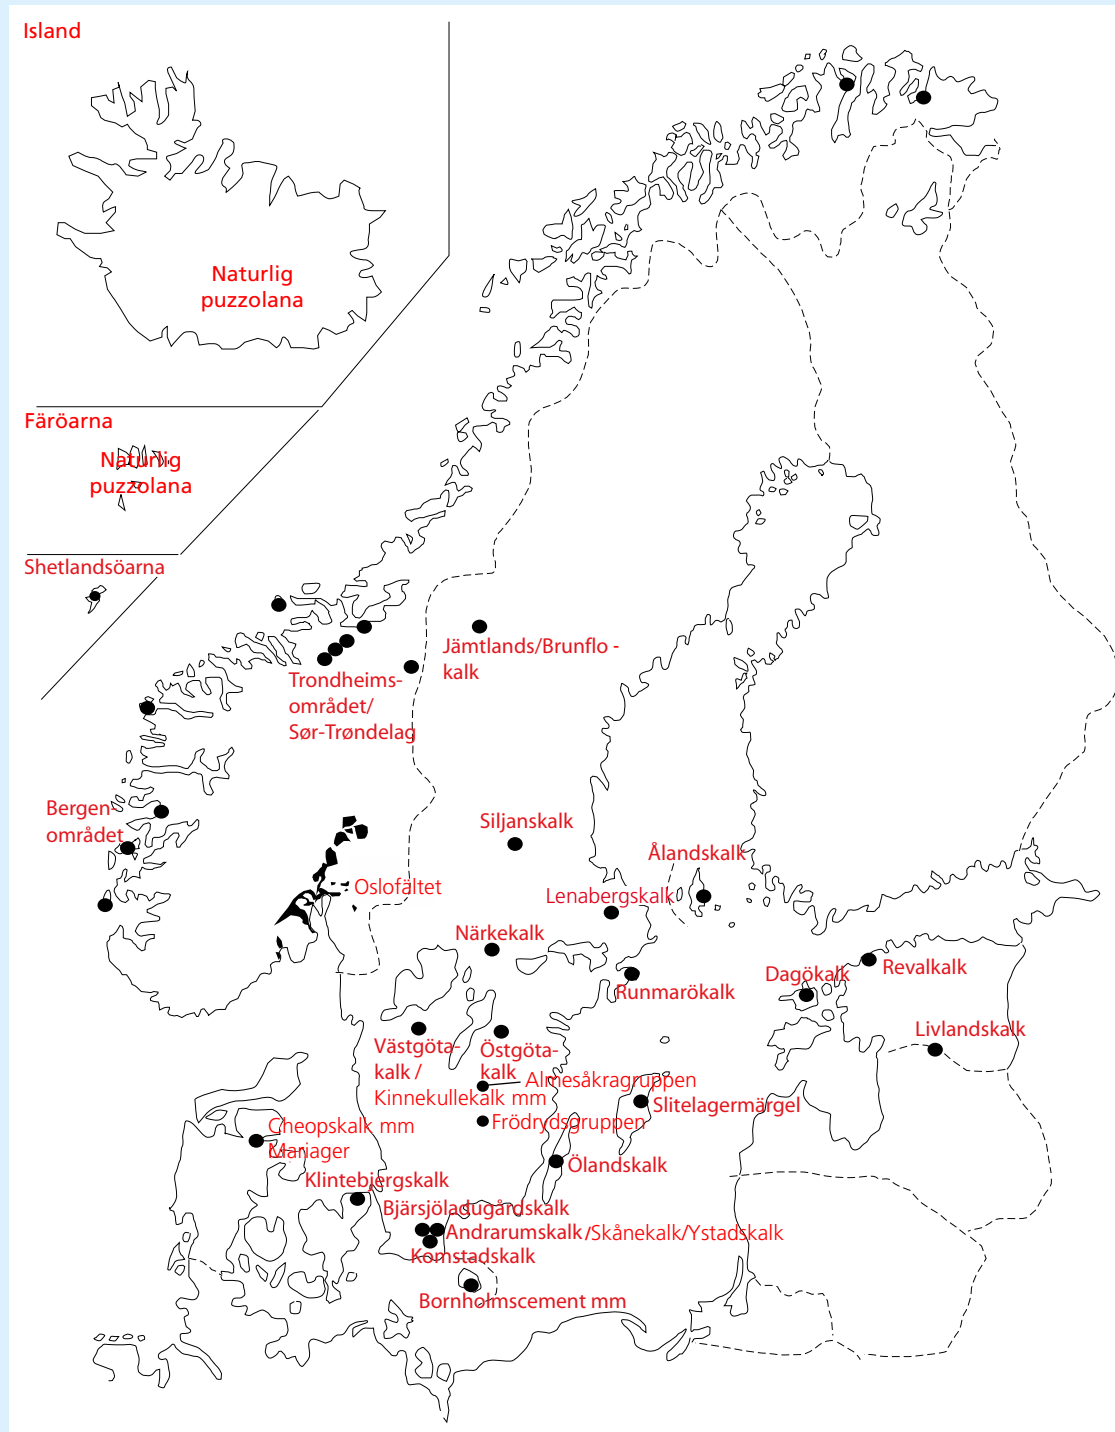 Island
Naturlig
puzzolana
Färöarna
Naturlig
puzzolana
Shetlandsöarna
Jämtlands/Brunflo -
kalk
Trondheims-
området/
Sør-Trøndelag
Bergen-
området
Siljanskalk
Ålandskalk
Oslofältet
Lenabergskalk
Närkekalk
Revalkalk
Dagökalk
Runmarökalk
Livlandskalk
Västgöta-
kalk /
Kinnekullekalk mm
Östgöta-
kalk
Almesåkragruppen
Slitelagermärgel
Frödrydsgruppen
Cheopskalk mm
Mariager
Ölandskalk
Klintebjergskalk
Bjärsjöladugårdskalk
Andrarumskalk/Skånekalk/Ystadskalk
Komstadskalk
Bornholmscement mm